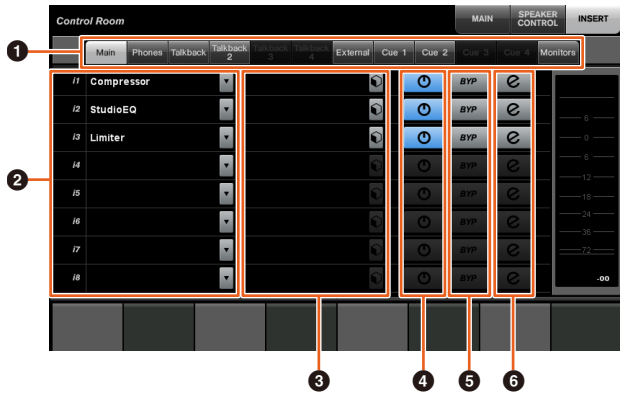 Control Room
MAIN
SPEAKER CONTROL
INSERT
1
Main Phones Talkback Talkback 2 Talkback 3 Talkback 4 External Cue 1 Cue 2 Cue 3 Cue 4 Monitors
i1 Compressor BYP e
i2 StudioEQ BYP e
i3 Limiter BYP e
i4 BYP e
i5 BYP e
i6 BYP e
i7 BYP e
i8 BYP e
2
6
0
6
12
18
24
36
72
-oo
3 4 5 6